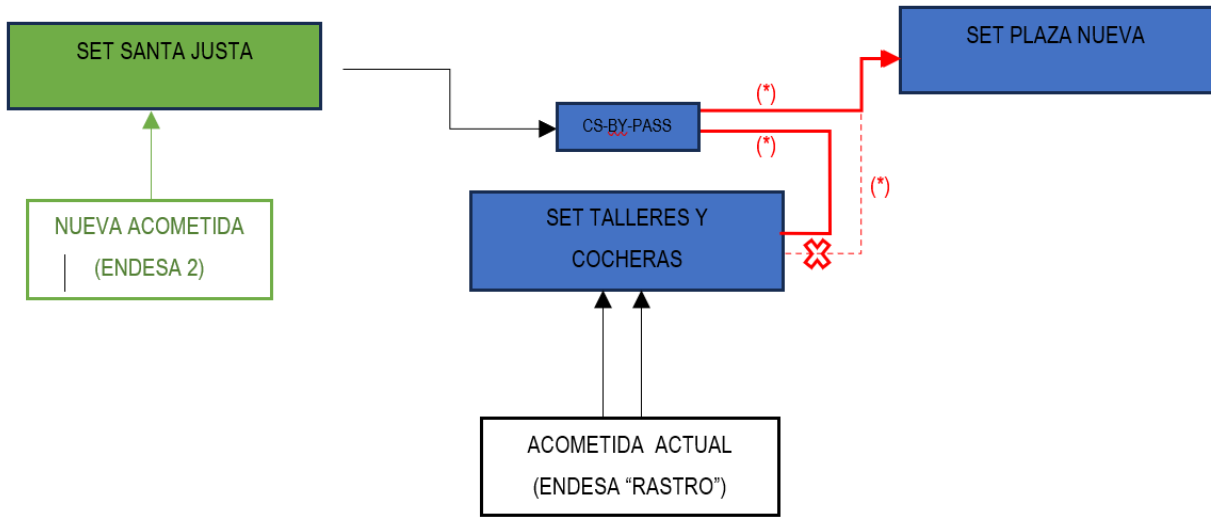 SET SANTA JUSTA
SET PLAZA NUEVA
(*)
CS-BY-PASS
(*)
(*)
SET TALLERES Y
COCHERAS
NUEVA ACOMETIDA
(ENDESA 2)
ACOMETIDA ACTUAL
(ENDESA “RASTRO”)